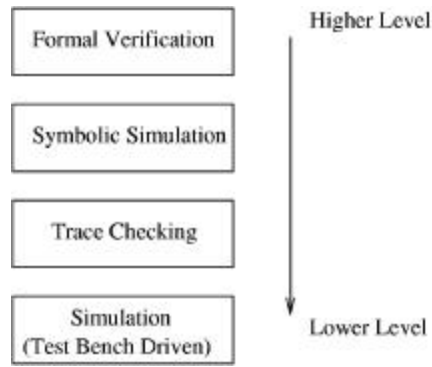 Formal Verification
Higher Level
Symbolic Simulation
Trace Checking
Simulation
(Test Bench Driven)
Lower Level